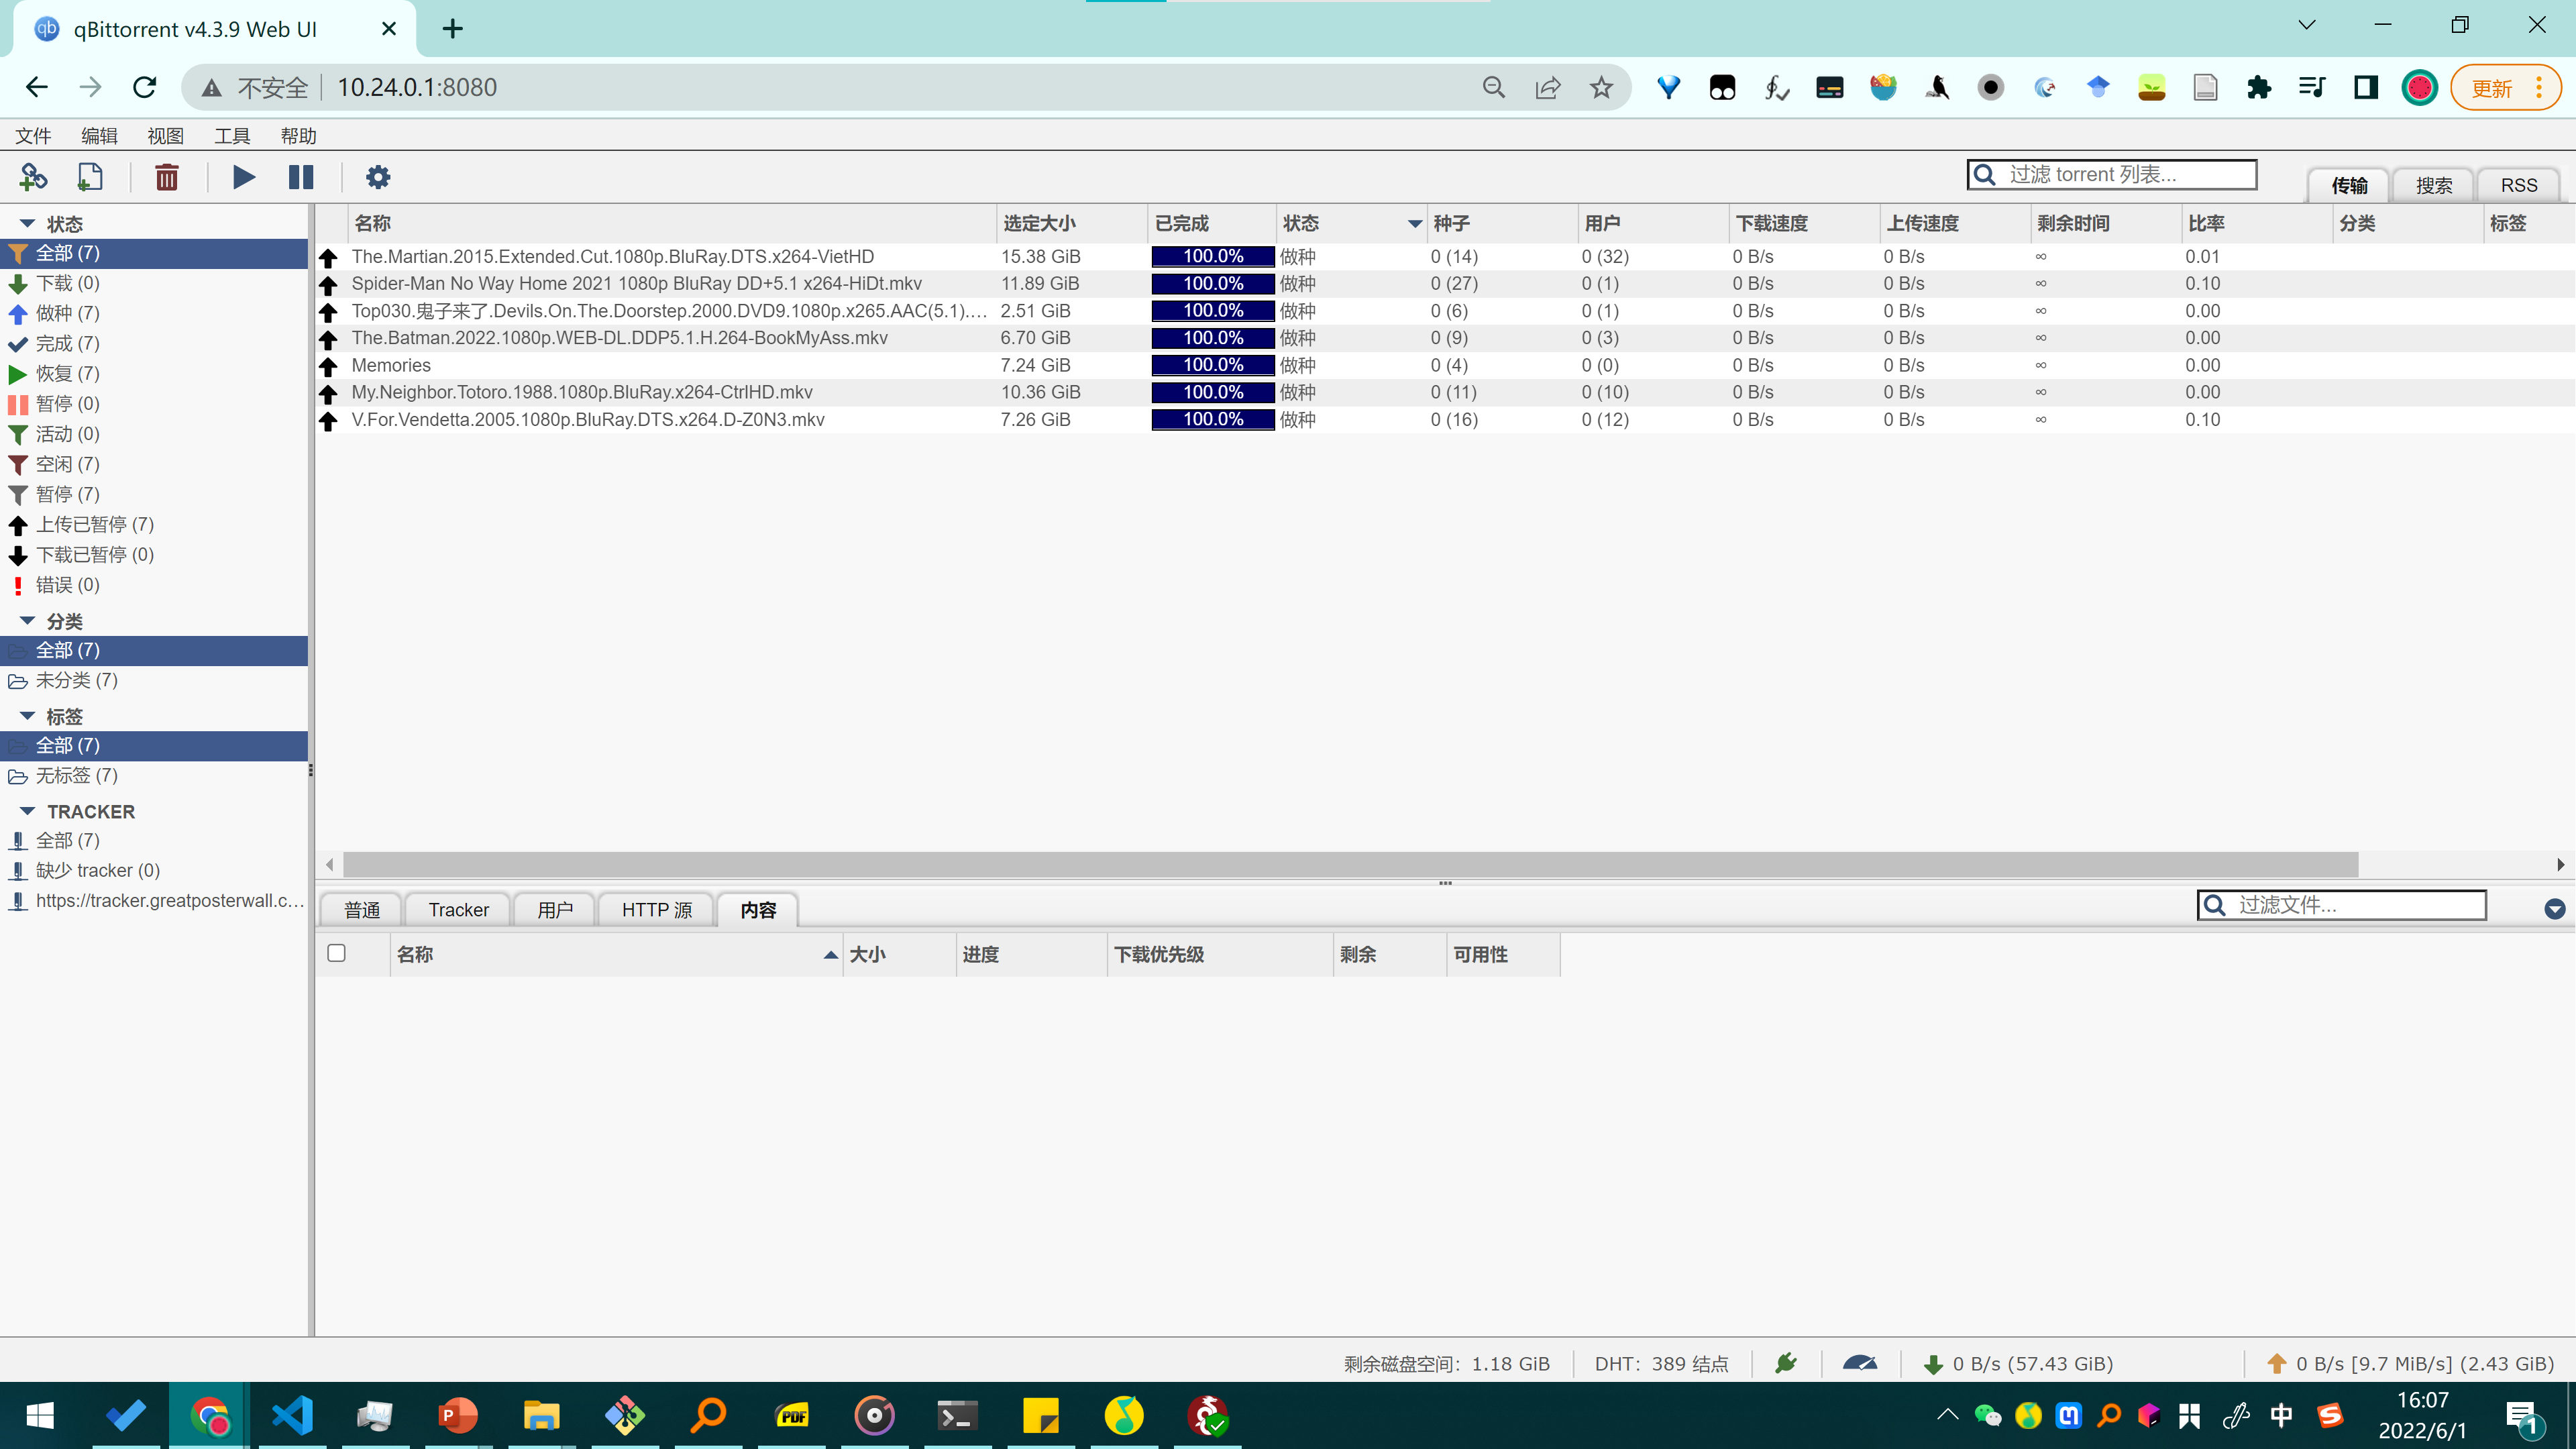 qBittorrent v4.3.9 Web UI
不安全 10.24.0.1:8080 更新
文件 编辑 视图 工具 帮助
过滤 torrent 列表... 传输 搜索 RSS
状态
全部 (7)
下载 (0)
做种 (7)
完成 (7)
恢复 (7)
暂停 (0)
活动 (0)
空闲 (7)
暂停 (7)
上传已暂停 (7)
下载已暂停 (0)
错误 (0)
分类
全部 (7)
未分类 (7)
标签
全部 (7)
无标签 (7)
TRACKER
全部 (7)
缺少 tracker (0)
https://tracker.greatposterwall.c...
名称 选定大小 已完成 状态 种子 用户 下载速度 上传速度 剩余时间 比率 分类 标签
The.Martian.2015.Extended.Cut.1080p.BluRay.DTS.x264-VietHD 15.38 GiB 100.0% 做种 0 (14) 0 (32) 0 B/s 0 B/s ∞ 0.01
Spider-Man No Way Home 2021 1080p BluRay DD+5.1 x264-HiDt.mkv 11.89 GiB 100.0% 做种 0 (27) 0 (1) 0 B/s 0 B/s ∞ 0.10
Top030.鬼子来了.Devils.On.The.Doorstep.2000.DVD9.1080p.x265.AAC(5.1).... 2.51 GiB 100.0% 做种 0 (6) 0 (1) 0 B/s 0 B/s ∞ 0.00
The.Batman.2022.1080p.WEB-DL.DDP5.1.H.264-BookMyAss.mkv 6.70 GiB 100.0% 做种 0 (9) 0 (3) 0 B/s 0 B/s ∞ 0.00
Memories 7.24 GiB 100.0% 做种 0 (4) 0 (0) 0 B/s 0 B/s ∞ 0.00
My.Neighbor.Totoro.1988.1080p.BluRay.x264-CtrlHD.mkv 10.36 GiB 100.0% 做种 0 (11) 0 (10) 0 B/s 0 B/s ∞ 0.00
V.For.Vendetta.2005.1080p.BluRay.DTS.x264.D-Z0N3.mkv 7.26 GiB 100.0% 做种 0 (16) 0 (12) 0 B/s 0 B/s ∞ 0.10
普通 Tracker 用户 HTTP 源 内容 过滤文件...
名称 大小 进度 下载优先级 剩余 可用性
剩余磁盘空间: 1.18 GiB DHT: 389 结点 0 B/s (57.43 GiB) 0 B/s [9.7 MiB/s] (2.43 GiB)
中 16:07
2022/6/1 1